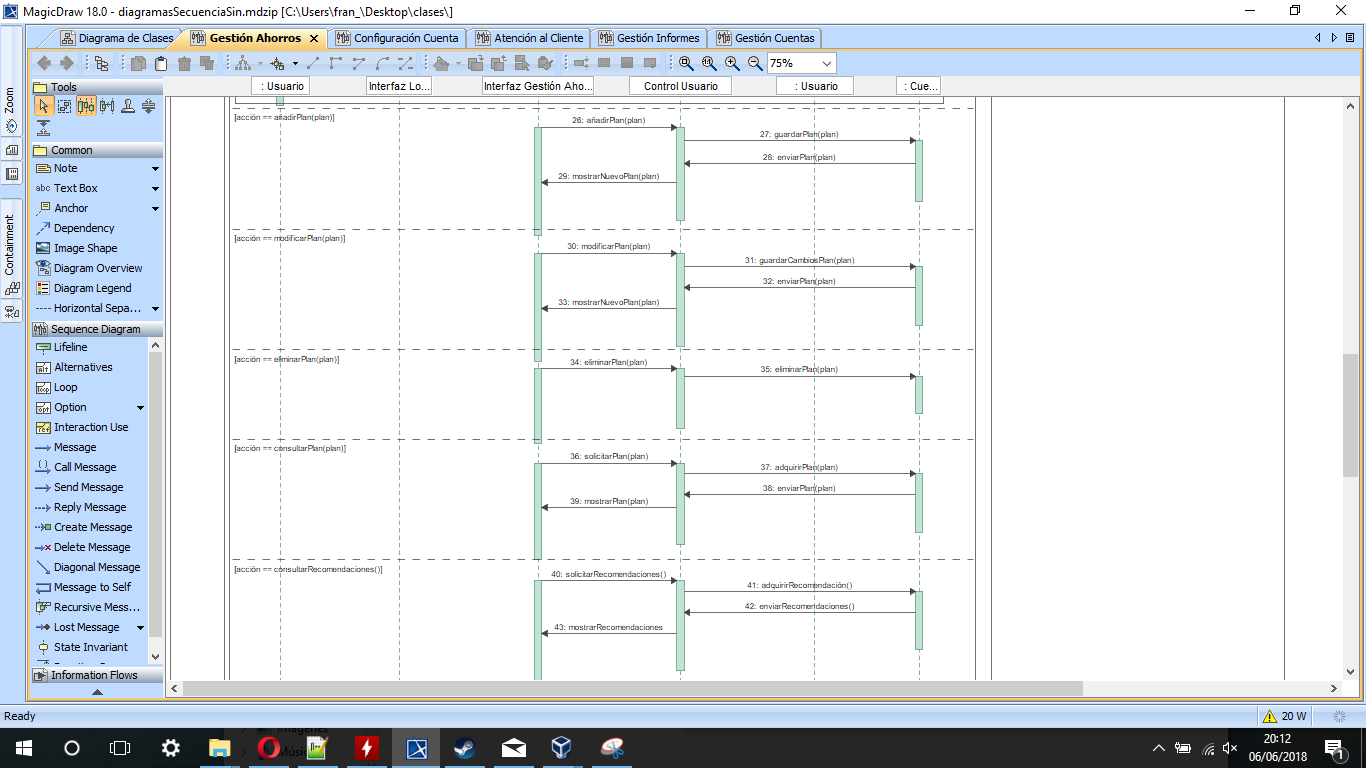 MagicDraw 18.0 - diagramasSecuenciaSin.mdzip [C:\Users\fran_\Desktop\clases\]
Diagrama de Clases
Gestión Ahorros
Configuración Cuenta
Atención al Cliente
Gestión Informes
Gestión Cuentas
75%
Zoom
Containment
Tools
Common
Note
abc Text Box
Anchor
Dependency
Image Shape
Diagram Overview
Diagram Legend
Horizontal Sepa...
Sequence Diagram
Lifeline
Alternatives
Loop
Option
Interaction Use
Message
Call Message
Send Message
Reply Message
Create Message
Delete Message
Diagonal Message
Message to Self
Recursive Mess...
Lost Message
State Invariant
Information Flows
: Usuario
Interfaz Lo...
Interfaz Gestión Aho...
Control Usuario
: Usuario
: Cue...
[acción == añadirPlan(plan)]
26: añadirPlan(plan)
27: guardarPlan(plan)
28: enviarPlan(plan)
29: mostrarNuevoPlan(plan)
[acción == modificarPlan(plan)]
30: modificarPlan(plan)
31: guardarCambiosPlan(plan)
32: enviarPlan(plan)
33: mostrarNuevoPlan(plan)
[acción == eliminarPlan(plan)]
34: eliminarPlan(plan)
35: eliminarPlan(plan)
[acción == consultarPlan(plan)]
36: solicitarPlan(plan)
37: adquirirPlan(plan)
38: enviarPlan(plan)
39: mostrarPlan(plan)
[acción == consultarRecomendaciones()]
40: solicitarRecomendaciones()
41: adquirirRecomendación()
42: enviarRecomendaciones()
43: mostrarRecomendaciones
Ready
20 W
Imágenes
Músic
20:12
06/06/2018
1